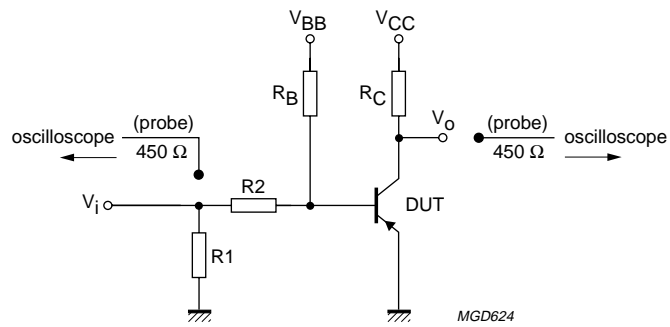 VBB
VCC
RB
RC
Vo
(probe)
450 Ω
oscilloscope
(probe)
450 Ω
oscilloscope
R2
Vi
DUT
R1
MGD624